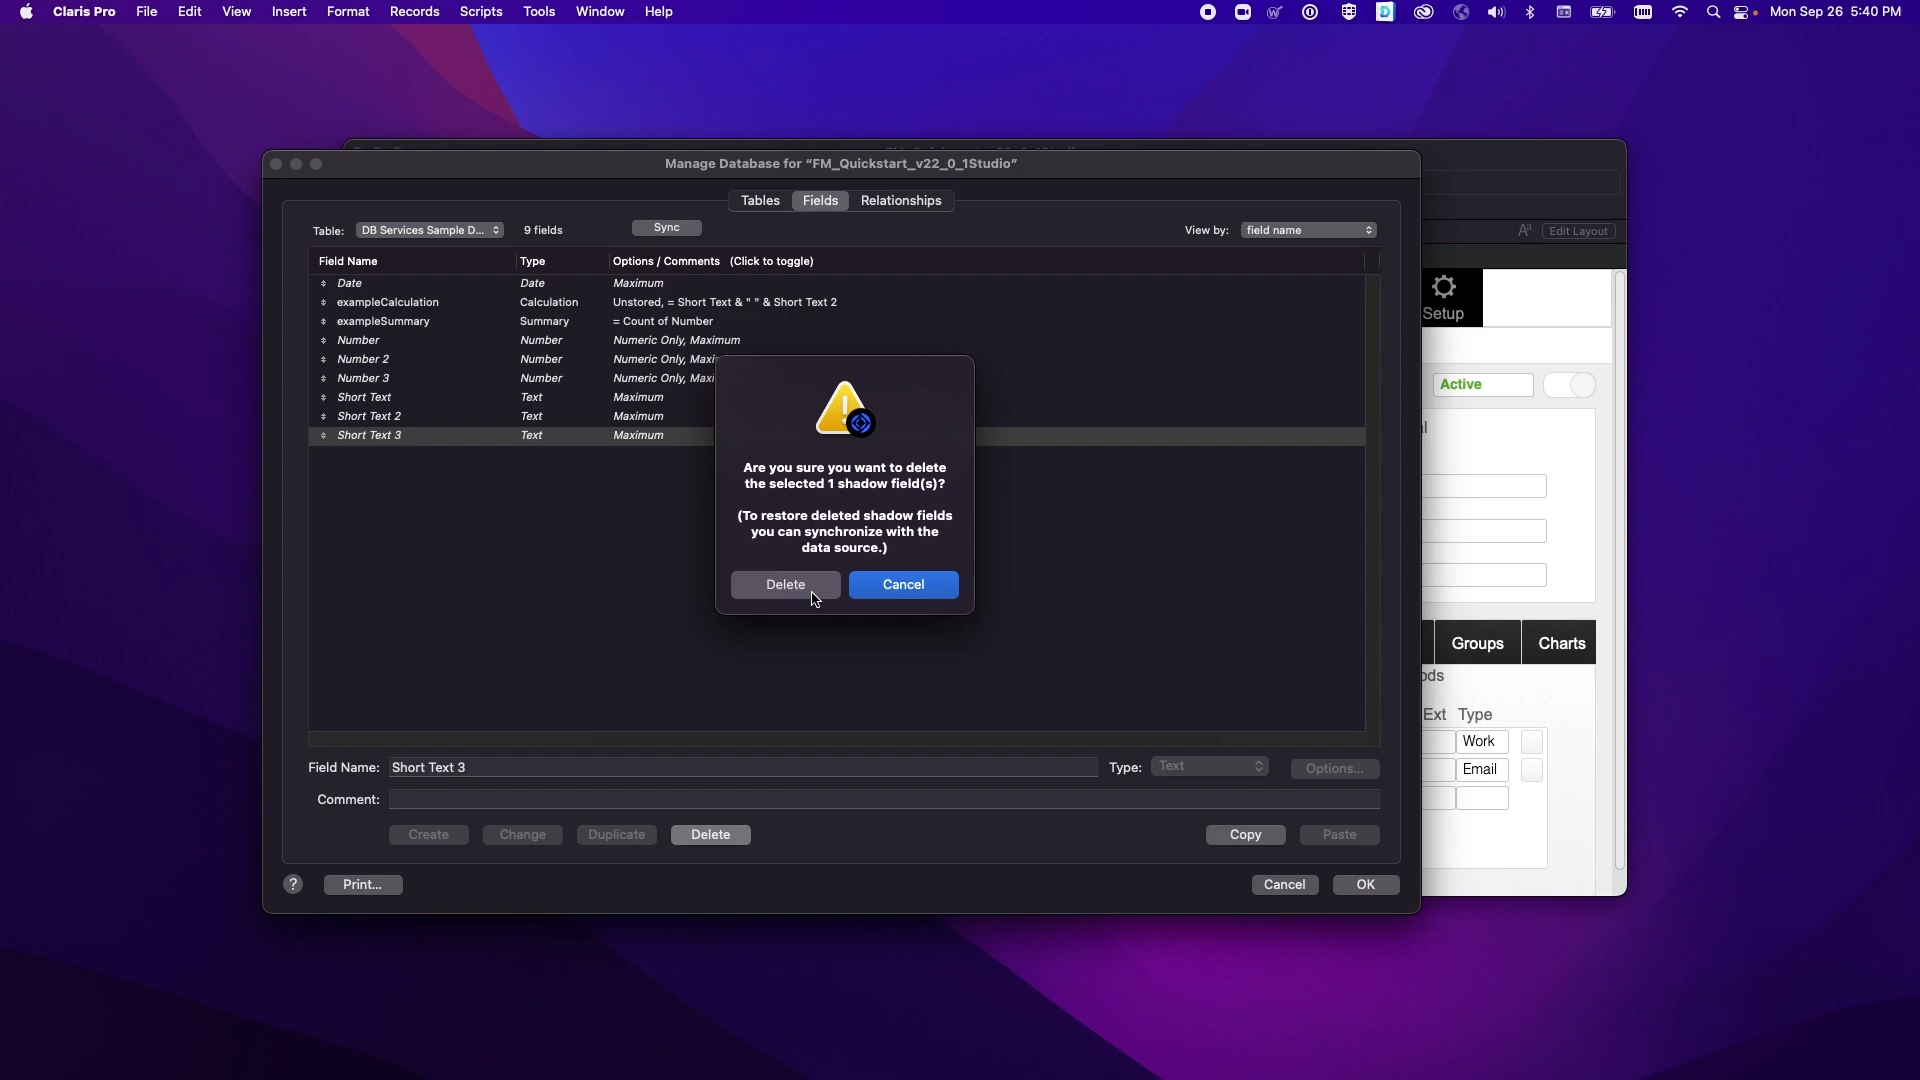 Claris Pro File Edit View Insert Format Records Scripts Tools Window Help Mon Sep 26 5:40 PM
Manage Database for “FM_Quickstart_v22_0_1Studio”
Tables Fields Relationships
Table: DB Services Sample D... 9 fields Sync View by: field name
Edit Layout
Field Name Type Options / Comments (Click to toggle)
Date Date Maximum
exampleCalculation Calculation Unstored, = Short Text & " " & Short Text 2
exampleSummary Summary = Count of Number
Number Number Numeric Only, Maximum
Number 2 Number Numeric Only,
Number 3 Number Numeric Only,
Short Text Text Maximum
Short Text 2 Text Maximum
Short Text 3 Text Maximum
Are you sure you want to delete
the selected 1 shadow field(s)?
(To restore deleted shadow fields
you can synchronize with the
data source.)
Delete Cancel
Setup
Active
Groups Charts
Ext Type
Work
Email
Field Name: Short Text 3 Type: Text Options...
Comment:
Create Change Duplicate Delete Copy Paste
? Print... Cancel OK